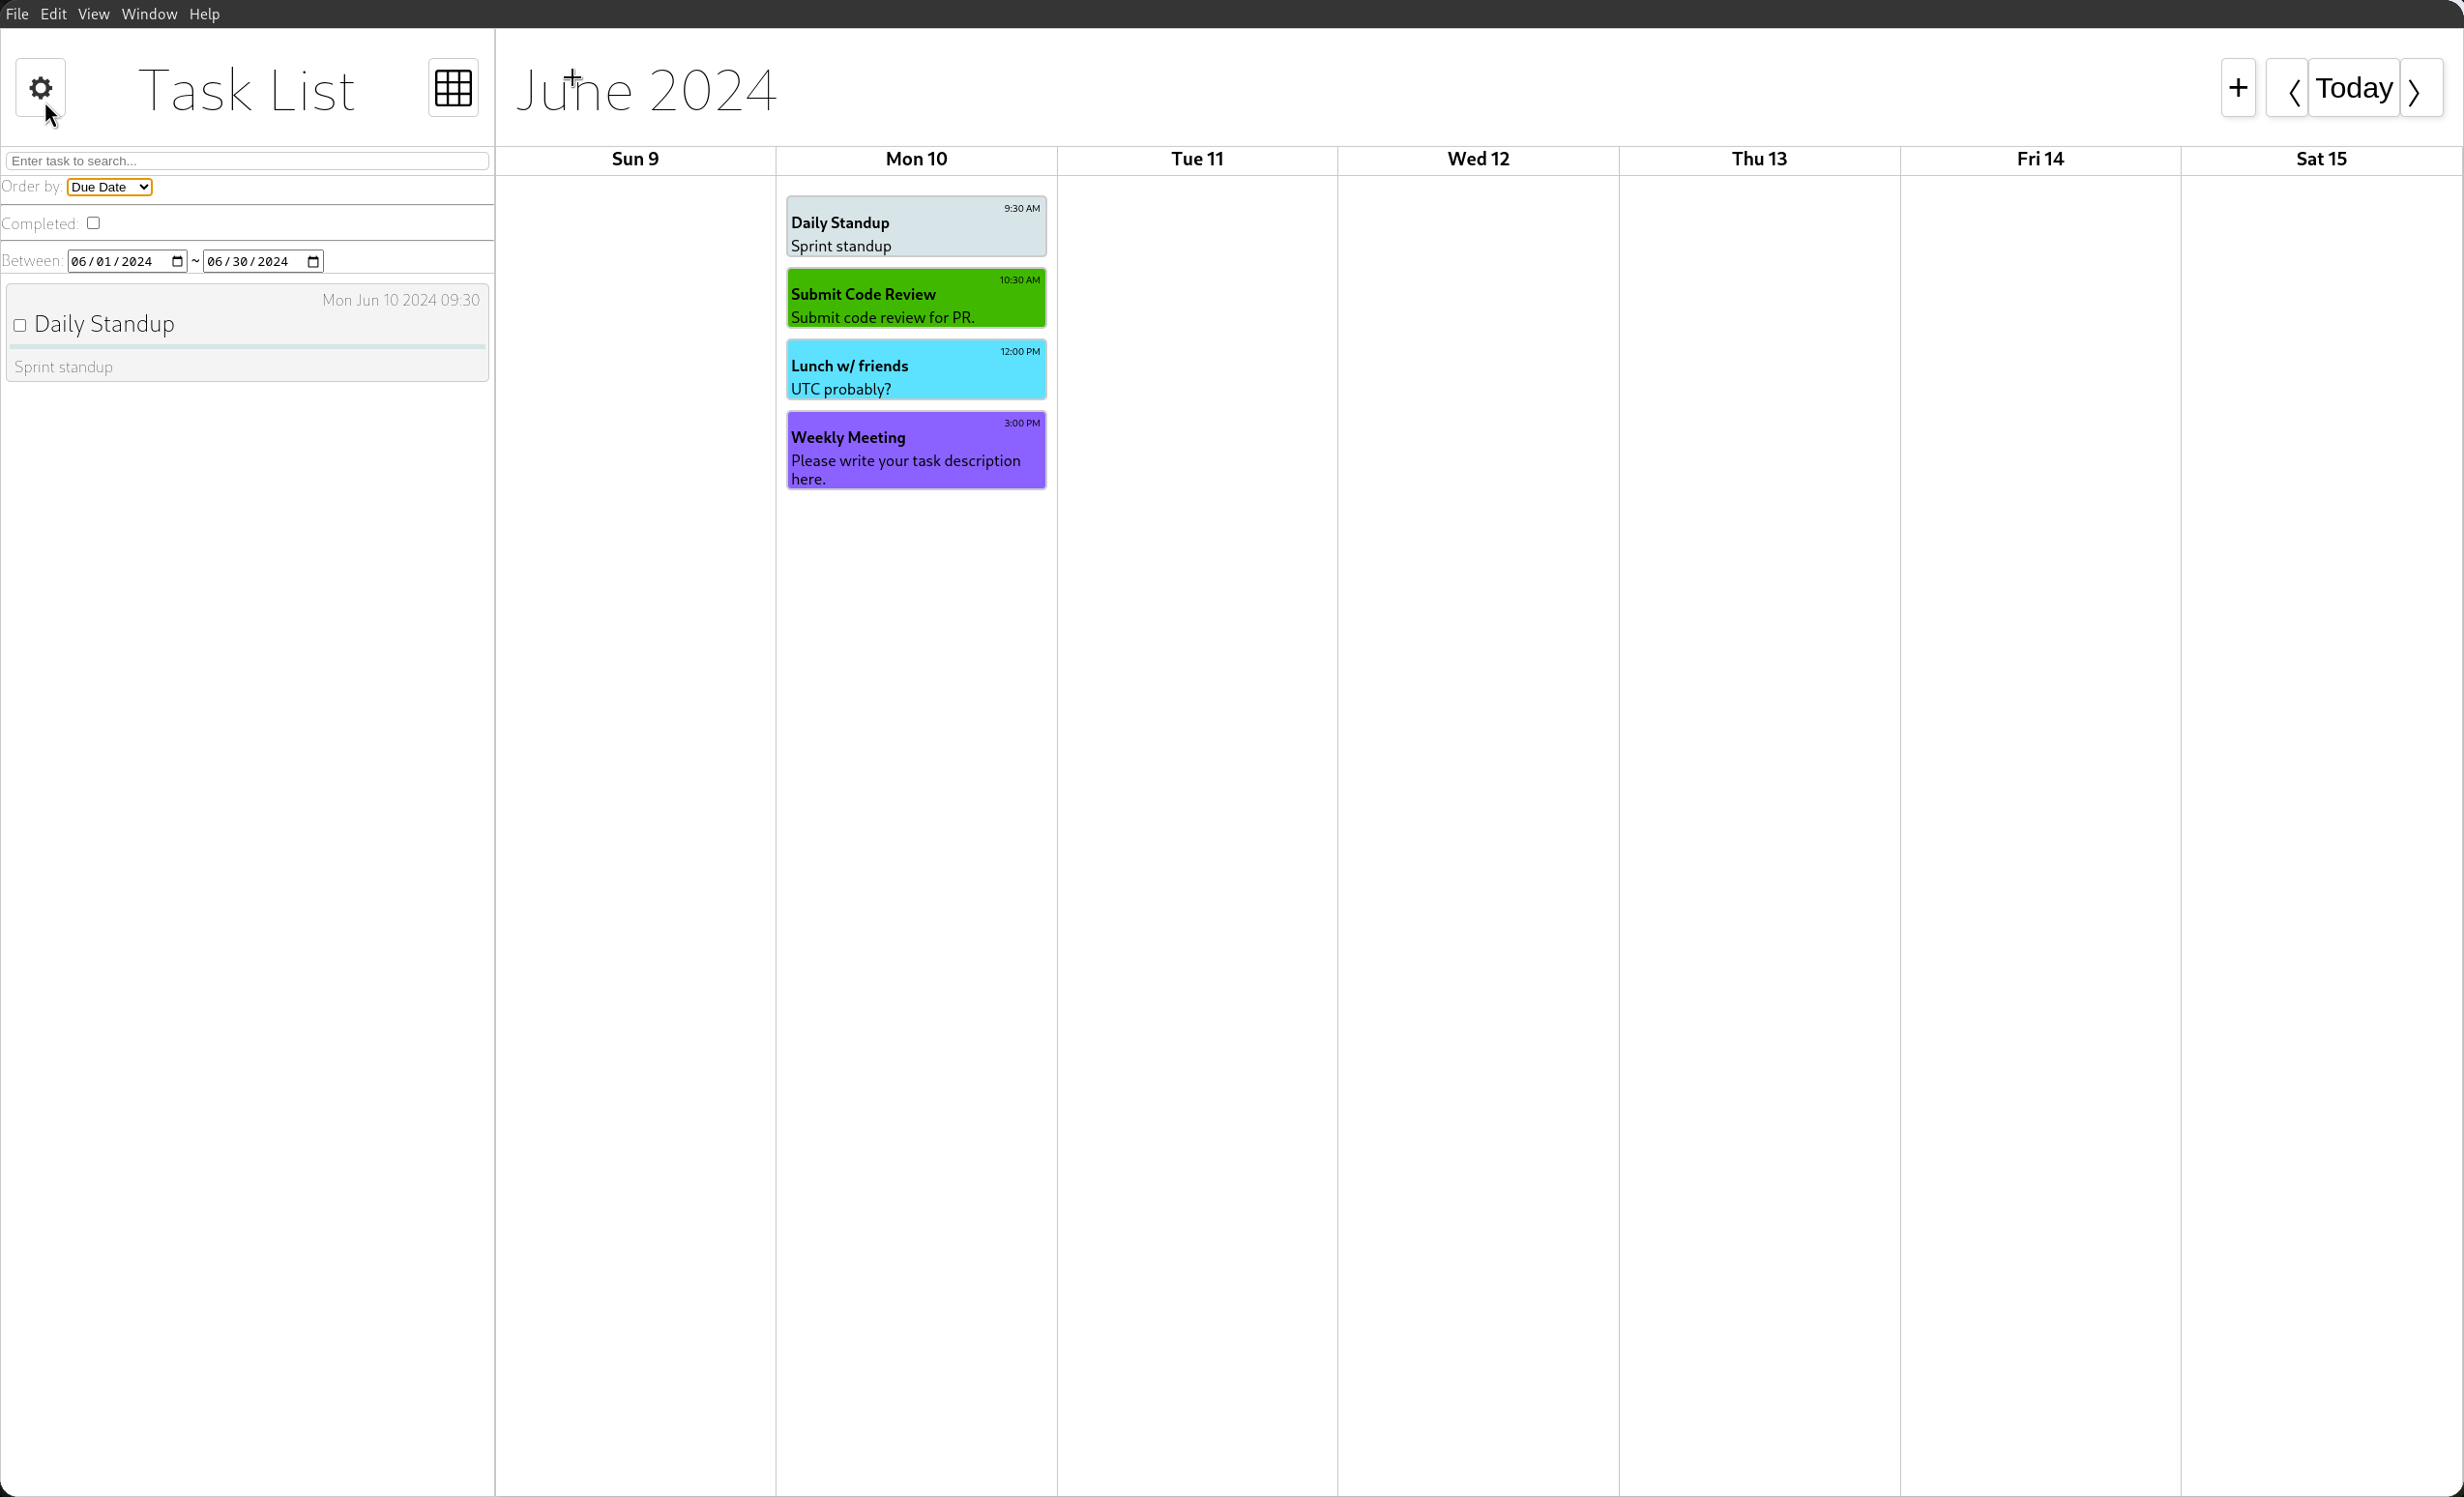 File Edit View Window Help
Task List
June 2024
+
Today
Enter task to search...
Order by: Due Date
Completed:
Between: 06/01/2024 ~ 06/30/2024
Mon Jun 10 2024 09:30
Daily Standup
Sprint standup
Sun 9
Mon 10
Tue 11
Wed 12
Thu 13
Fri 14
Sat 15
9:30 AM
Daily Standup
Sprint standup
10:30 AM
Submit Code Review
Submit code review for PR.
12:00 PM
Lunch w/ friends
UTC probably?
3:00 PM
Weekly Meeting
Please write your task description
here.